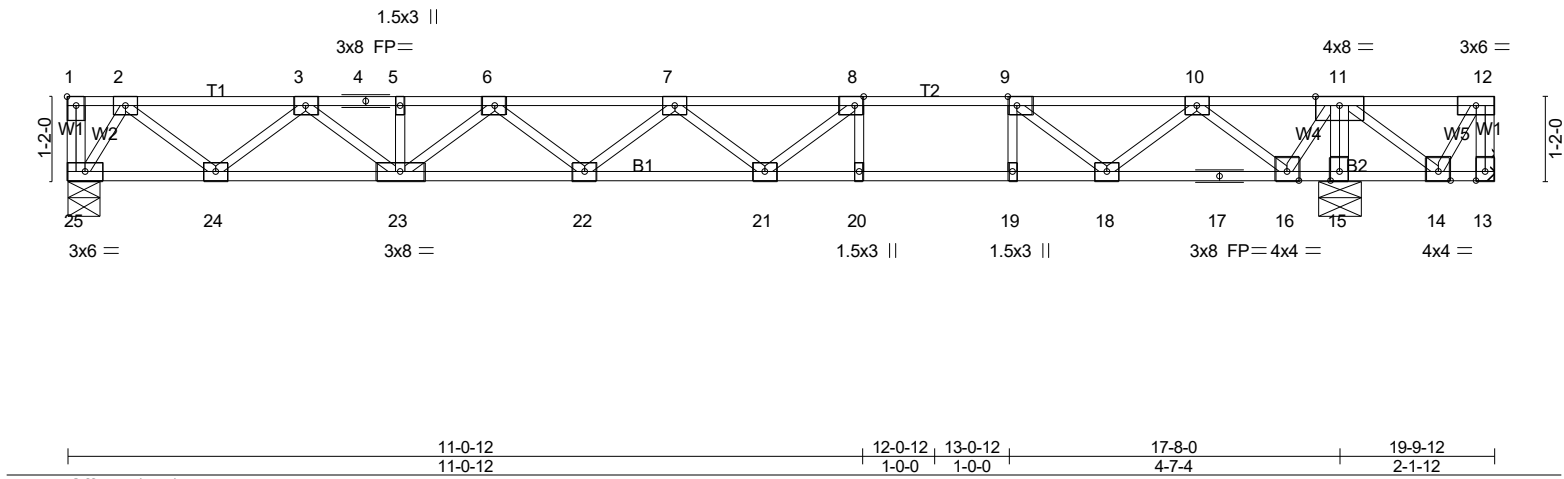 1.5x3 ||
3x8 FP=
4x8 =
3x6 =
1 2 3 4 5 6 7 8 9 10 11 12
T1
T2
1-2-0
W1
W2
W4
W5
W1
1-2-0
B1
B2
25 24 23 22 21 20 19 18 17 16 15 14 13
3x6 =
3x8 =
1.5x3 ||
1.5x3 ||
3x8 FP=
4x4 =
4x4 =
11-0-12 12-0-12 13-0-12 17-8-0 19-9-12
11-0-12 1-0-0 1-0-0 4-7-4 2-1-12